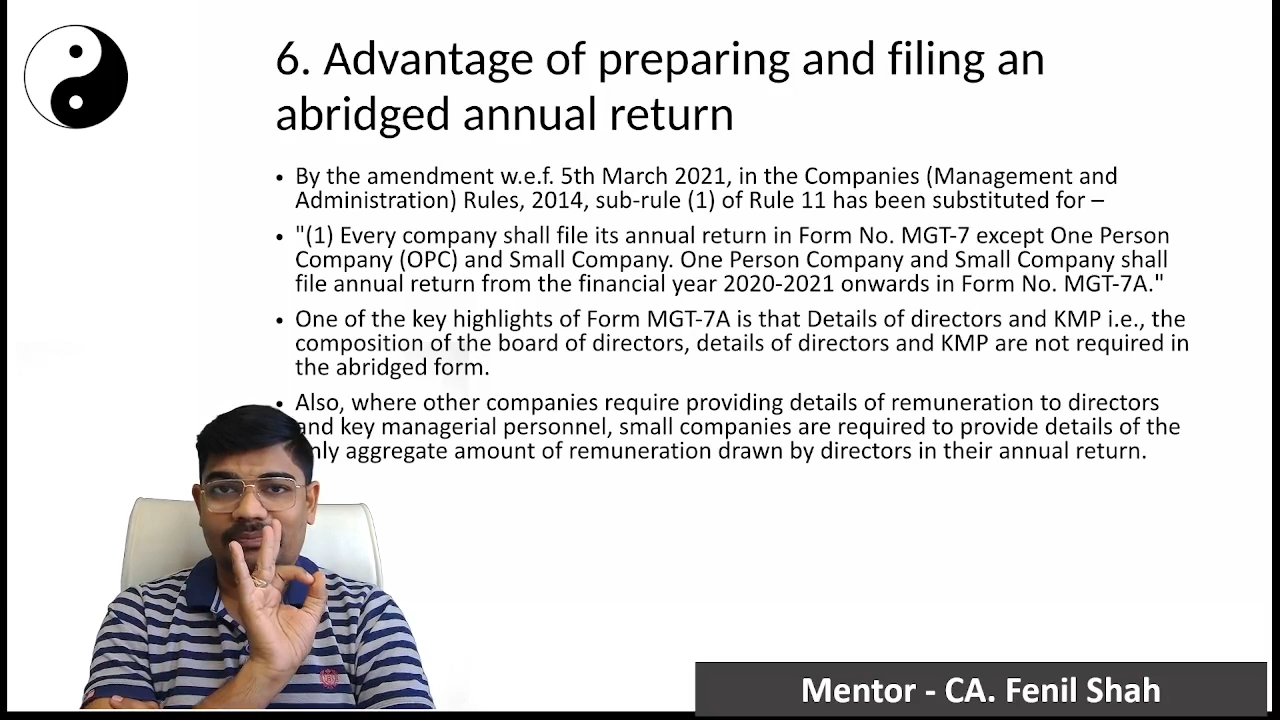 6. Advantage of preparing and filing an
abridged annual return
• By the amendment w.e.f. 5th March 2021, in the Companies (Management and
Administration) Rules, 2014, sub-rule (1) of Rule 11 has been substituted for –
• "(1) Every company shall file its annual return in Form No. MGT-7 except One Person
Company (OPC) and Small Company. One Person Company and Small Company shall
file annual return from the financial year 2020-2021 onwards in Form No. MGT-7A."
• One of the key highlights of Form MGT-7A is that Details of directors and KMP i.e., the
composition of the board of directors, details of directors and KMP are not required in
the abridged form.
• Also, where other companies require providing details of remuneration to directors
and key managerial personnel, small companies are required to provide details of the
only aggregate amount of remuneration drawn by directors in their annual return.
Mentor - CA. Fenil Shah